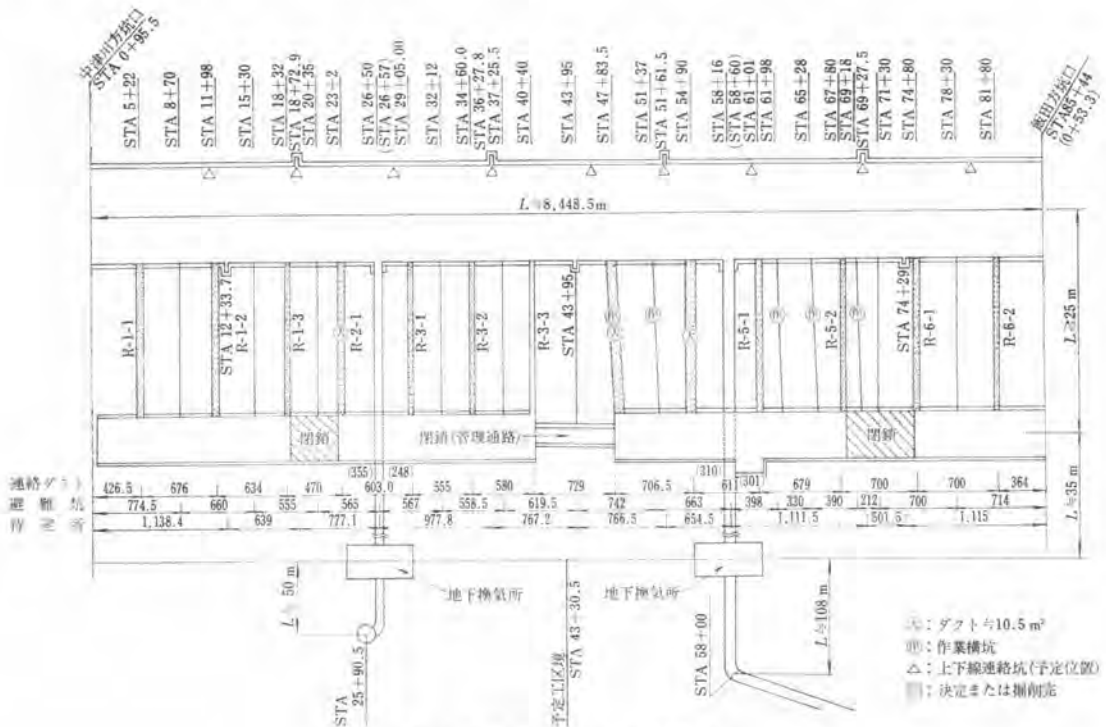 中津川方坑口
STA 0+95.5
STA 5+22
STA 8+70
STA 11+98
STA 15+30
STA 18+32
STA 18+72.9
STA 20+35
STA 23+2
STA 26+50
(STA 26+57)
STA 29+05.00
STA 32+12
STA 34+60.0
STA 36+27.8
STA 37+25.5
STA 40+40
STA 43+95
STA 47+83.5
STA 51+37
STA 51+61.5
STA 54+90
STA 58+16
(STA 58+60)
STA 61+01
STA 61+98
STA 65+28
STA 67+80
STA 69+18
STA 69+27.5
STA 71+30
STA 74+80
STA 78+30
STA 81+80
飯田方坑口
STA85+44
(0+53.3)
L≒8,448.5m
R-1-1
STA 12+33.7
R-1-2
R-1-3
R-2-1
R-3-1
R-3-2
R-3-3
STA 43+95
R-5-1
R-5-2
STA 74+29
R-6-1
R-6-2
L≧25 m
閉鎖
閉鎖(管理通路)
閉鎖
(355) (248) (310) (301)
連絡ダクト 426.5 676 634 470 603.0 555 580 729 706.5 61 679 700 700 364
避難坑 774.5 660 555 565 567 558.5 619.5 742 663 398 330 390 212 700 714
待避所 1,138.4 639 777.1 977.8 767.2 766.5 654.5 1,111.5 501.5 1,115
L≒35 m
L≒ 50 m
地下換気所
地下換気所
L≒108 m
STA 25+90.5
予定工区境
STA 43+30.5
STA 58+00
ダクト≒10.5 m²
作業横坑
△：上下線連絡坑(予定位置)
決定または掘削完